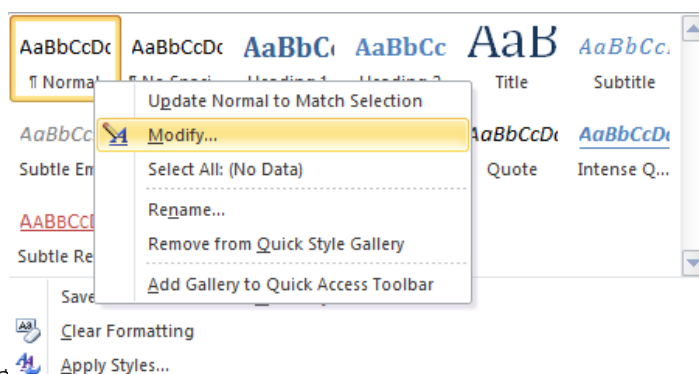 AaBbCcDc AaBbCcDc AaBbC AaBbCc AaB AaBbCc.
¶ Normal Title Subtitle
Update Normal to Match Selection
AaBbCc Modify... AaBbCcDc AaBbCcDc
Subtle Em Select All: (No Data) Quote Intense Q...
Rename...
AaBbCcD Remove from Quick Style Gallery
Subtle Re
Add Gallery to Quick Access Toolbar
Save
Clear Formatting
Apply Styles...